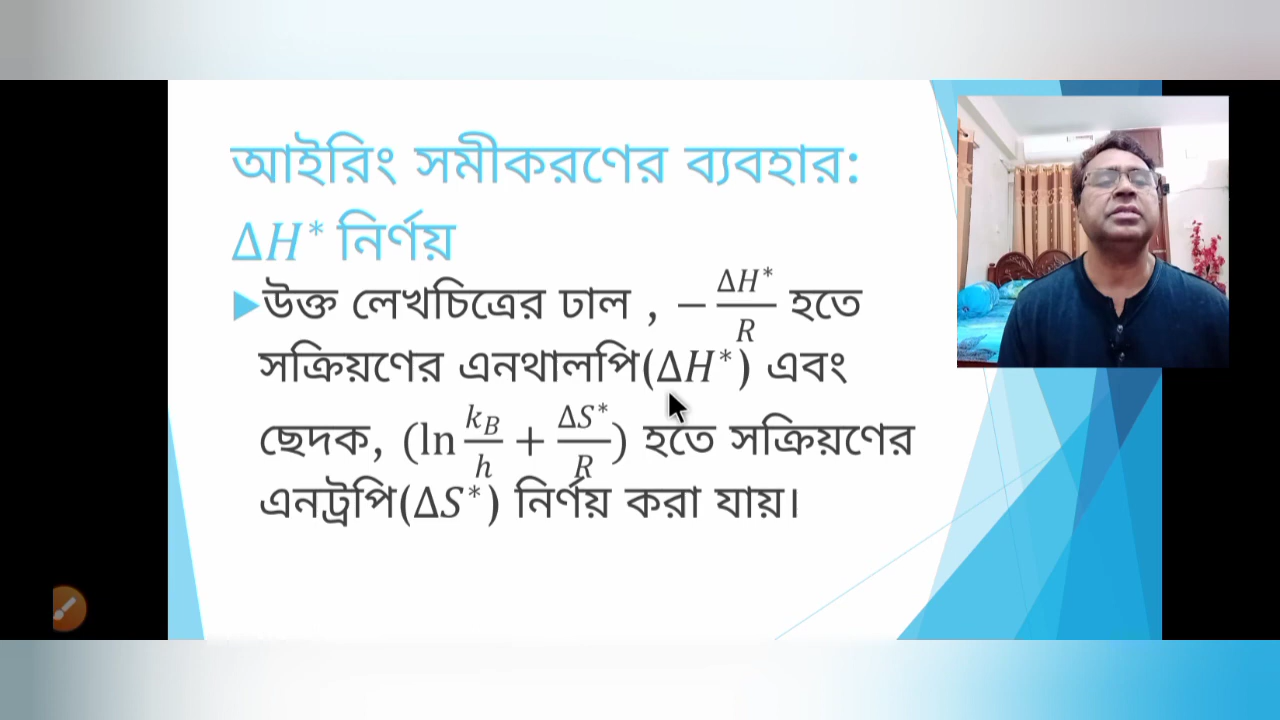 আইরিং সমীকরণের ব্যবহার:
ΔH* নির্ণয়
উক্ত লেখচিত্রের ঢাল , −ΔH*/R হতে
সক্রিয়ণের এনথালপি(ΔH*) এবং
ছেদক, (ln k_B/h + ΔS*/R) হতে সক্রিয়ণের
এনট্রপি(ΔS*) নির্ণয় করা যায়।